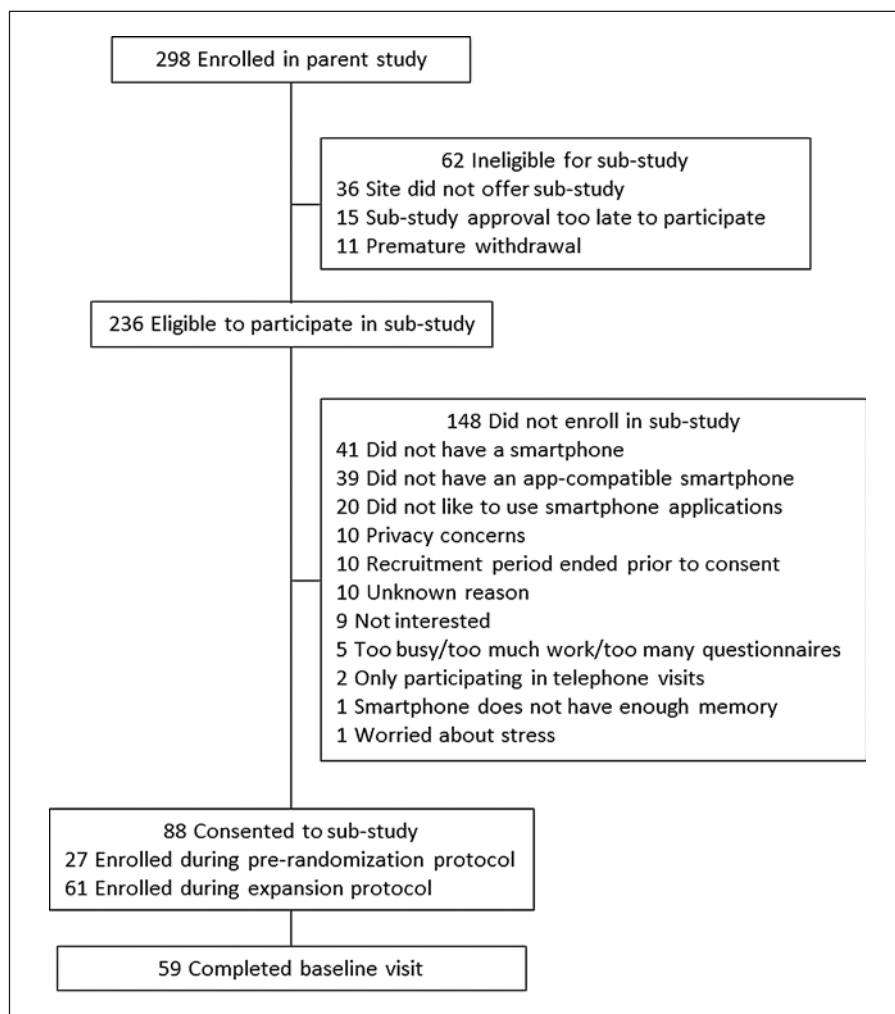 298 Enrolled in parent study
62 Ineligible for sub-study
36 Site did not offer sub-study
15 Sub-study approval too late to participate
11 Premature withdrawal
236 Eligible to participate in sub-study
148 Did not enroll in sub-study
41 Did not have a smartphone
39 Did not have an app-compatible smartphone
20 Did not like to use smartphone applications
10 Privacy concerns
10 Recruitment period ended prior to consent
10 Unknown reason
9 Not interested
5 Too busy/too much work/too many questionnaires
2 Only participating in telephone visits
1 Smartphone does not have enough memory
1 Worried about stress
88 Consented to sub-study
27 Enrolled during pre-randomization protocol
61 Enrolled during expansion protocol
59 Completed baseline visit